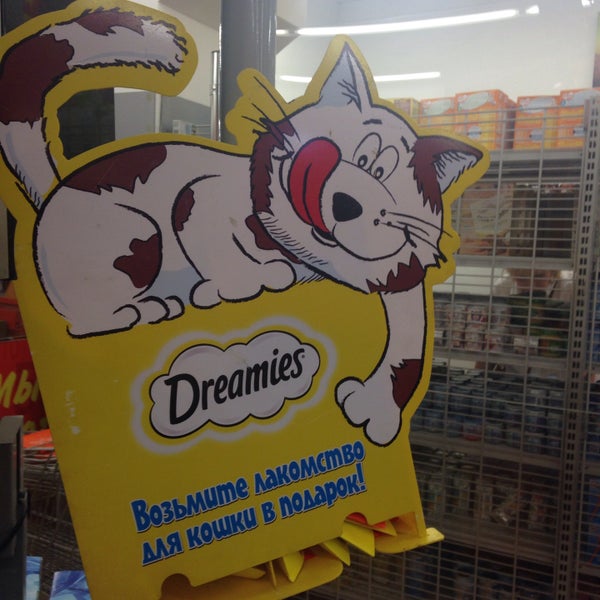 Dreamies
Возьмите лакомство
для кошки в подарок!